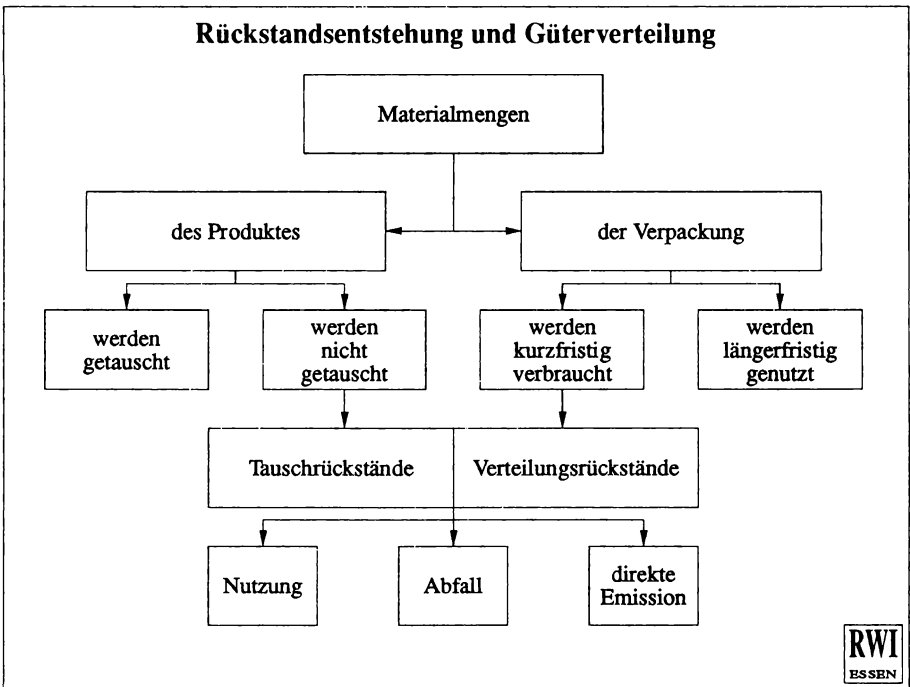 Rückstandsentstehung und Güterverteilung
Materialmengen
des Produktes
der Verpackung
werden
getauscht
werden
nicht
getauscht
werden
kurzfristig
verbraucht
werden
längerfristig
genutzt
Tauschrückstände
Verteilungsrückstände
Nutzung
Abfall
direkte
Emission
RWI
ESSEN